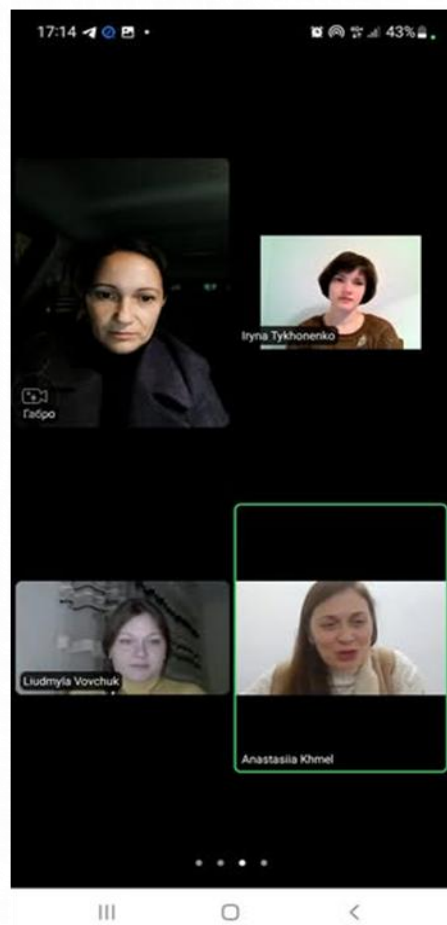 17:14
43%
Габро
Iryna Tykhonenko
Liudmyla Vovchuk
Anastasiia Khmel